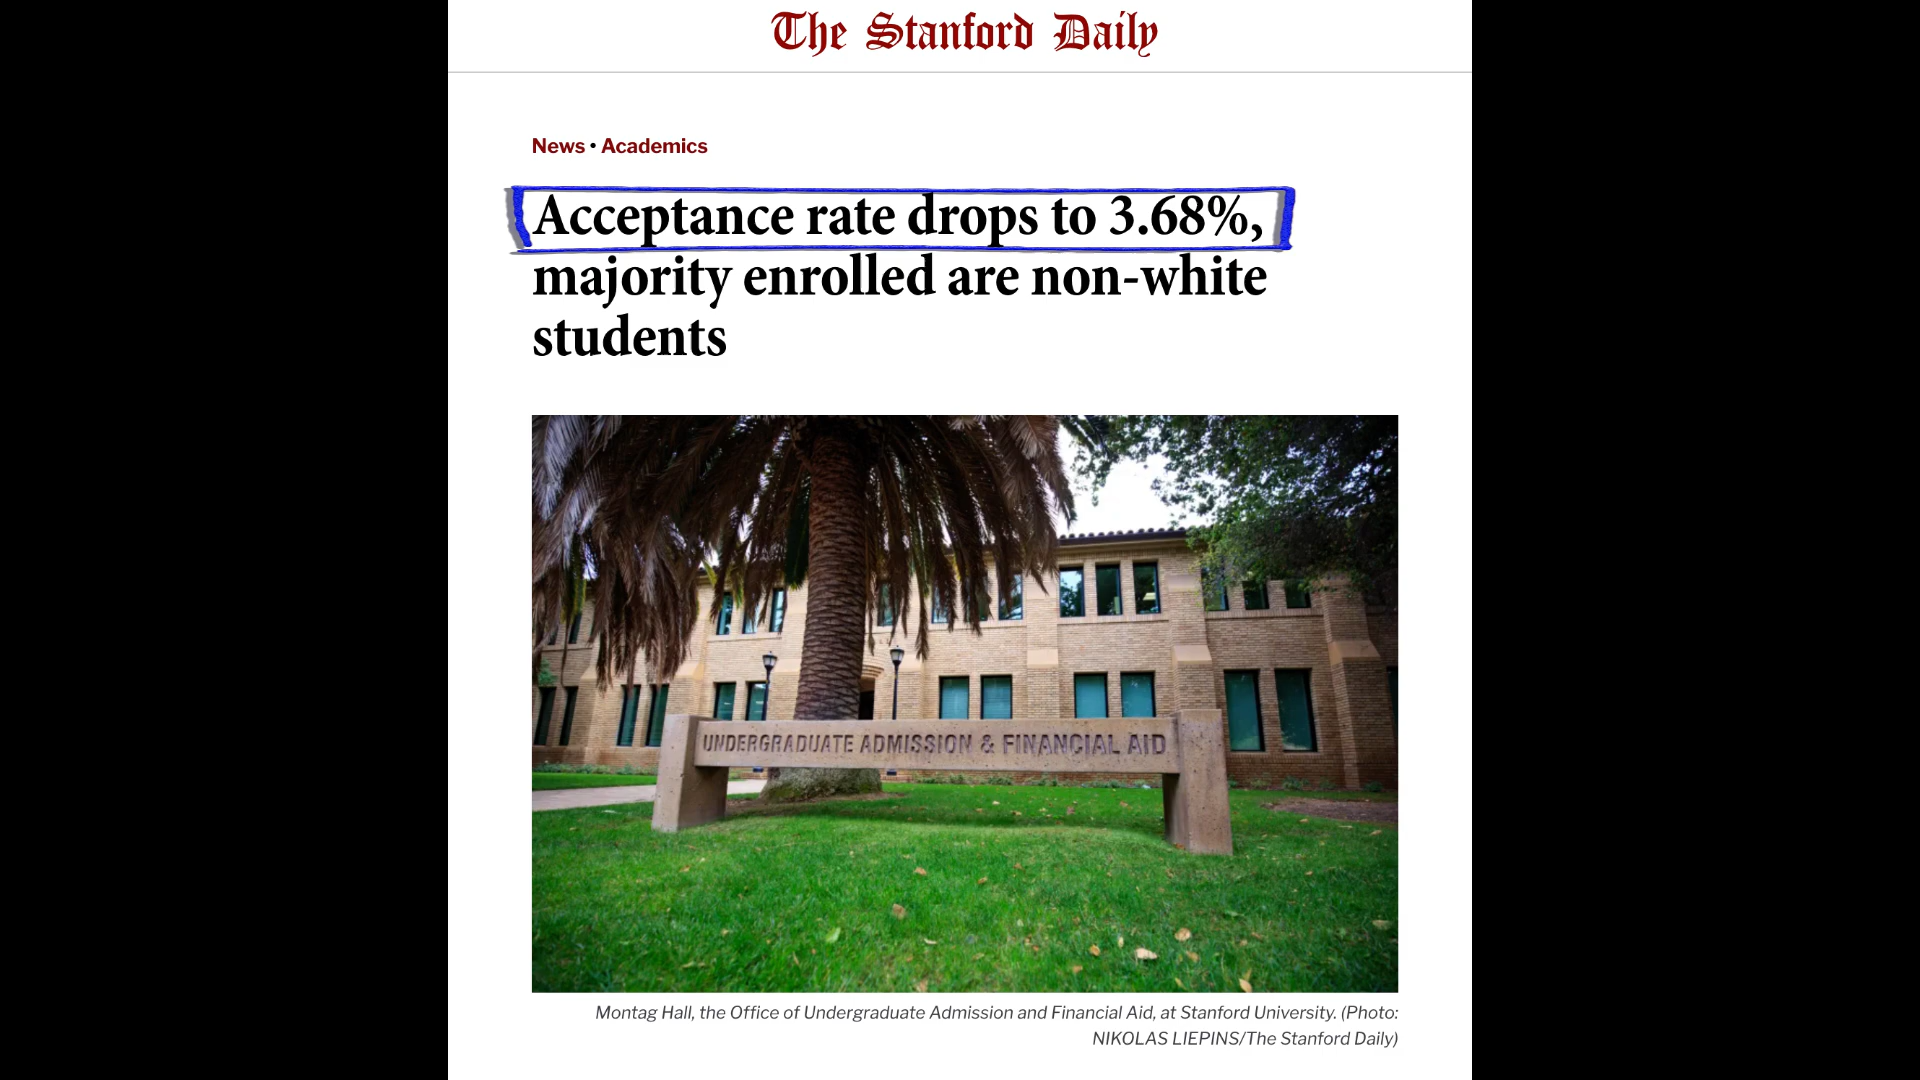 The Stanford Daily
News • Academics
Acceptance rate drops to 3.68%,
majority enrolled are non-white
students
UNDERGRADUATE ADMISSION & FINANCIAL AID
Montag Hall, the Office of Undergraduate Admission and Financial Aid, at Stanford University. (Photo:
NIKOLAS LIEPINS/The Stanford Daily)